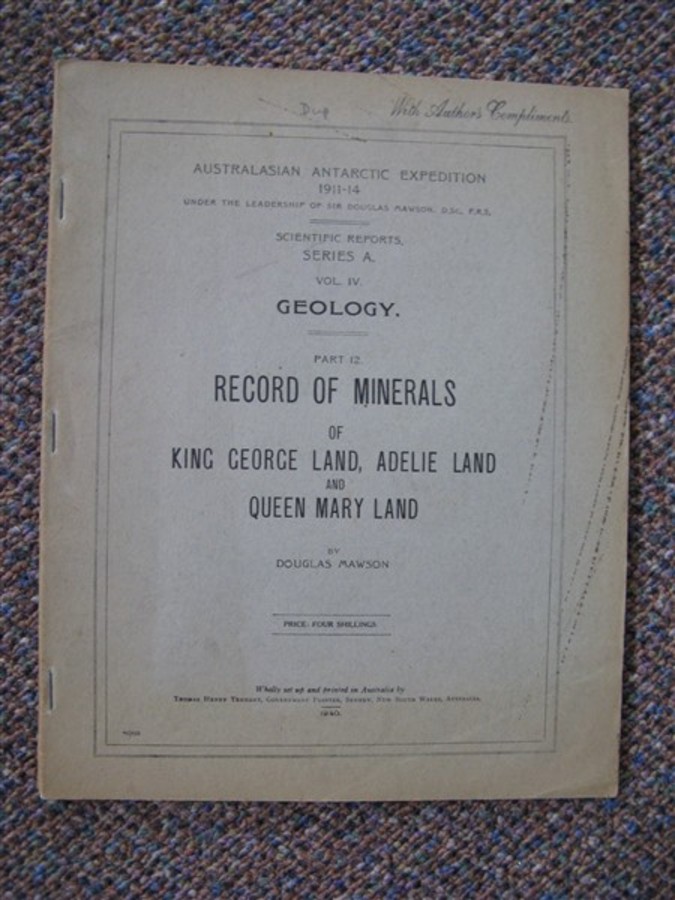 Dup
With Author's Compliments.
AUSTRALASIAN ANTARCTIC EXPEDITION
1911-14
UNDER THE LEADERSHIP OF SIR DOUGLAS MAWSON, D.Sc., F.R.S.
SCIENTIFIC REPORTS,
SERIES A.
VOL. IV.
GEOLOGY.
PART 12.
RECORD OF MINERALS
OF
KING GEORGE LAND, ADELIE LAND
AND
QUEEN MARY LAND
BY
DOUGLAS MAWSON
PRICE: FOUR SHILLINGS
Wholly set up and printed in Australia by
THOMAS HENRY TENNANT, GOVERNMENT PRINTER, SYDNEY, NEW SOUTH WALES, AUSTRALIA.
1940.